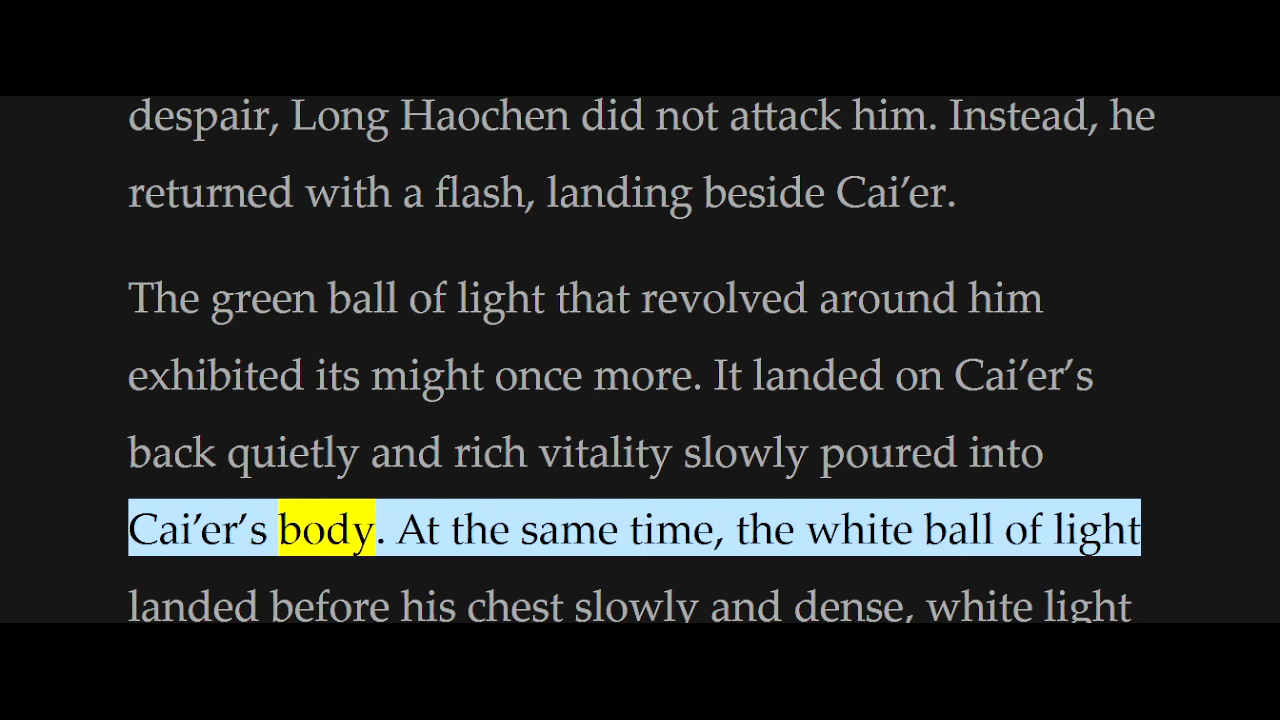 despair, Long Haochen did not attack him. Instead, he
returned with a flash, landing beside Cai’er.
The green ball of light that revolved around him
exhibited its might once more. It landed on Cai’er’s
back quietly and rich vitality slowly poured into
Cai’er’s body. At the same time, the white ball of light
landed before his chest slowly and dense, white light